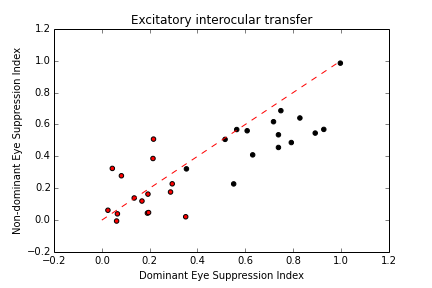 Excitatory interocular transfer
1.2
1.0
0.8
0.6
0.4
0.2
0.0
−0.2
Non-dominant Eye Suppression Index
−0.2 0.0 0.2 0.4 0.6 0.8 1.0 1.2
Dominant Eye Suppression Index